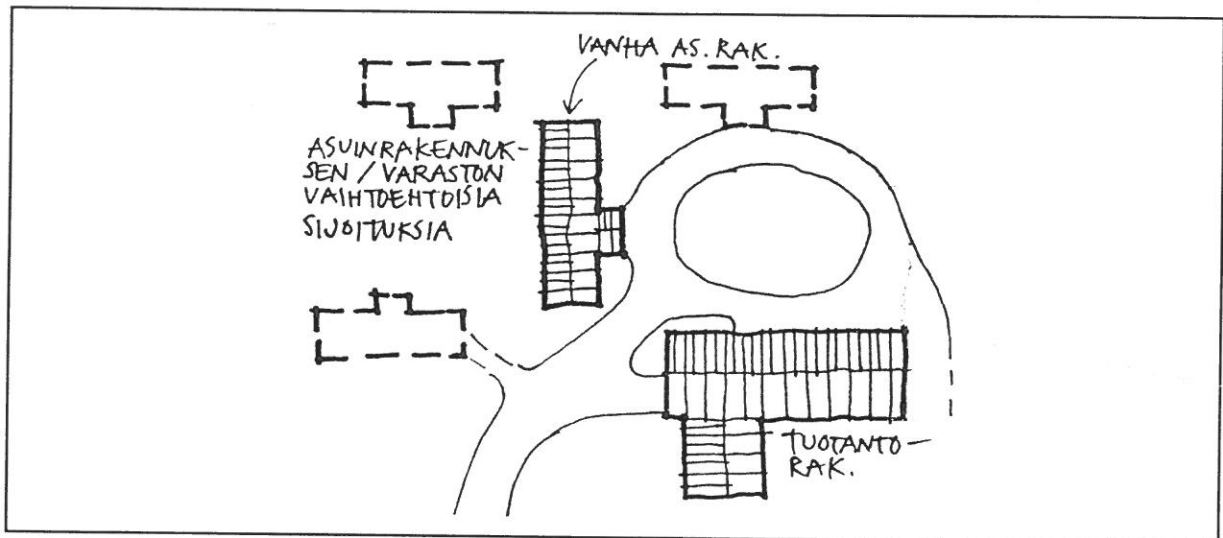 VANHA AS. RAK.
ASUINRAKENNUK-
SEN / VARASTON
VAIHTOEHTOISIA
SIJOITUKSIA
TUOTANTO-
RAK.